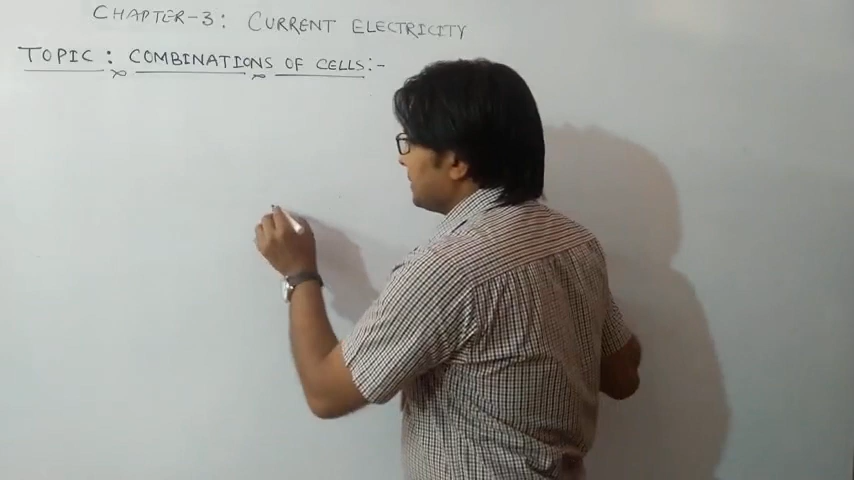 CHAPTER-3: CURRENT ELECTRICITY
TOPIC : COMBINATIONS OF CELLS:-